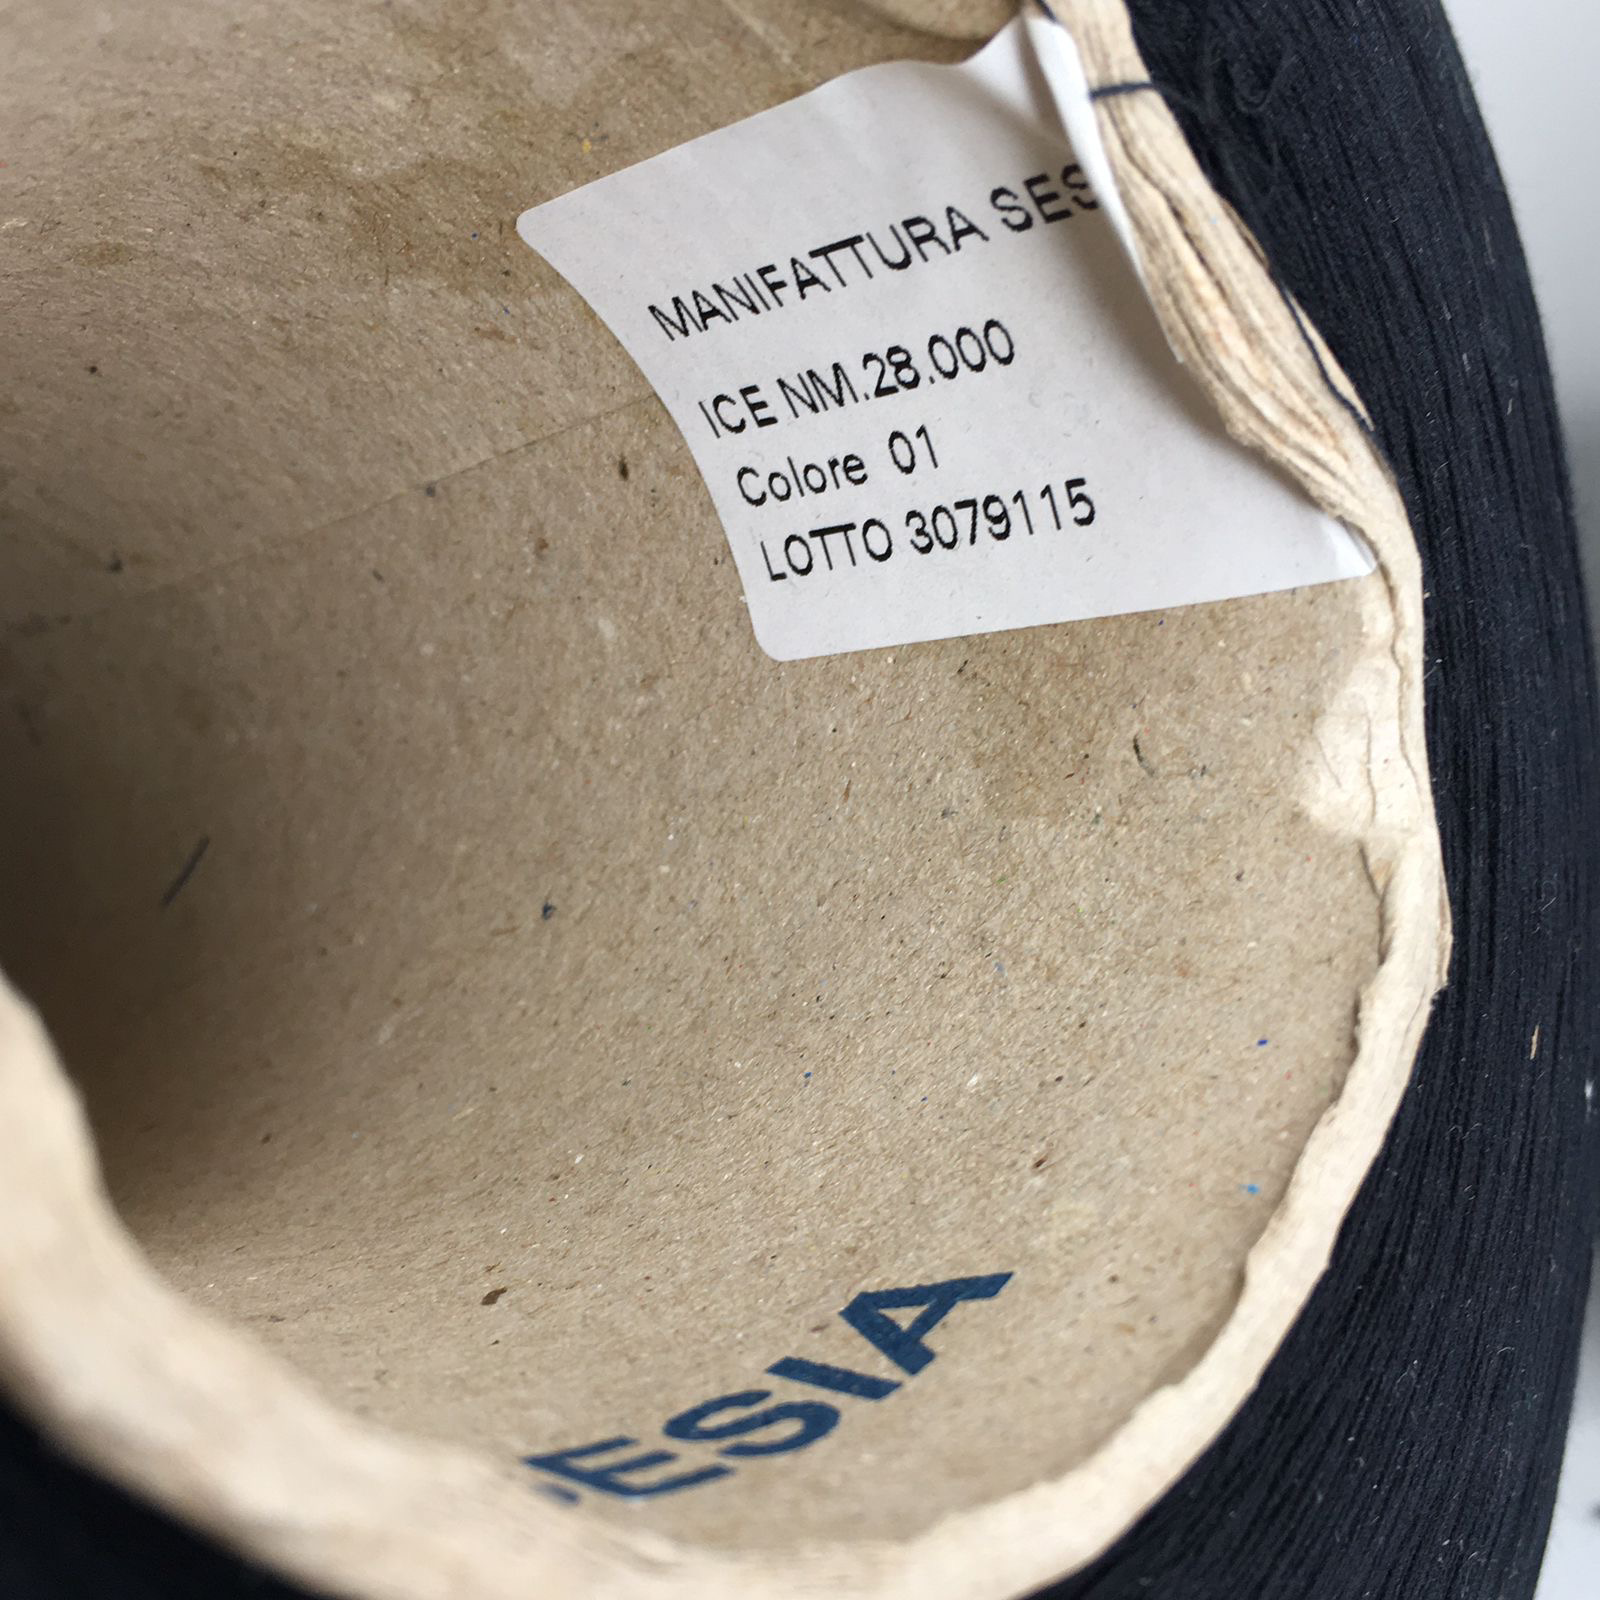 MANIFATTURA SES
ICE NM.28.000
Colore 01
LOTTO 3079115
ESIA